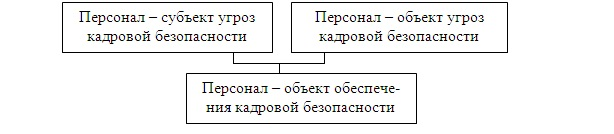 Персонал – субъект угроз
кадровой безопасности
Персонал – объект угроз
кадровой безопасности
Персонал – объект обеспече-
ния кадровой безопасности